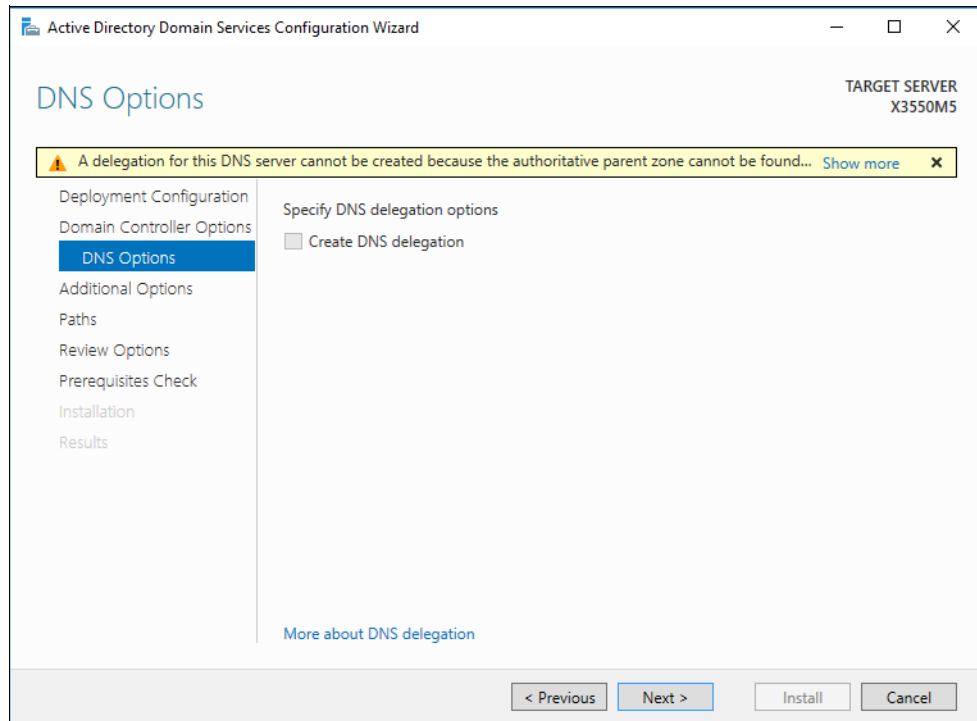 Active Directory Domain Services Configuration Wizard
DNS Options
TARGET SERVER
X3550M5
A delegation for this DNS server cannot be created because the authoritative parent zone cannot be found... Show more
Deployment Configuration
Domain Controller Options
DNS Options
Additional Options
Paths
Review Options
Prerequisites Check
Installation
Results
Specify DNS delegation options
Create DNS delegation
More about DNS delegation
< Previous Next > Install Cancel